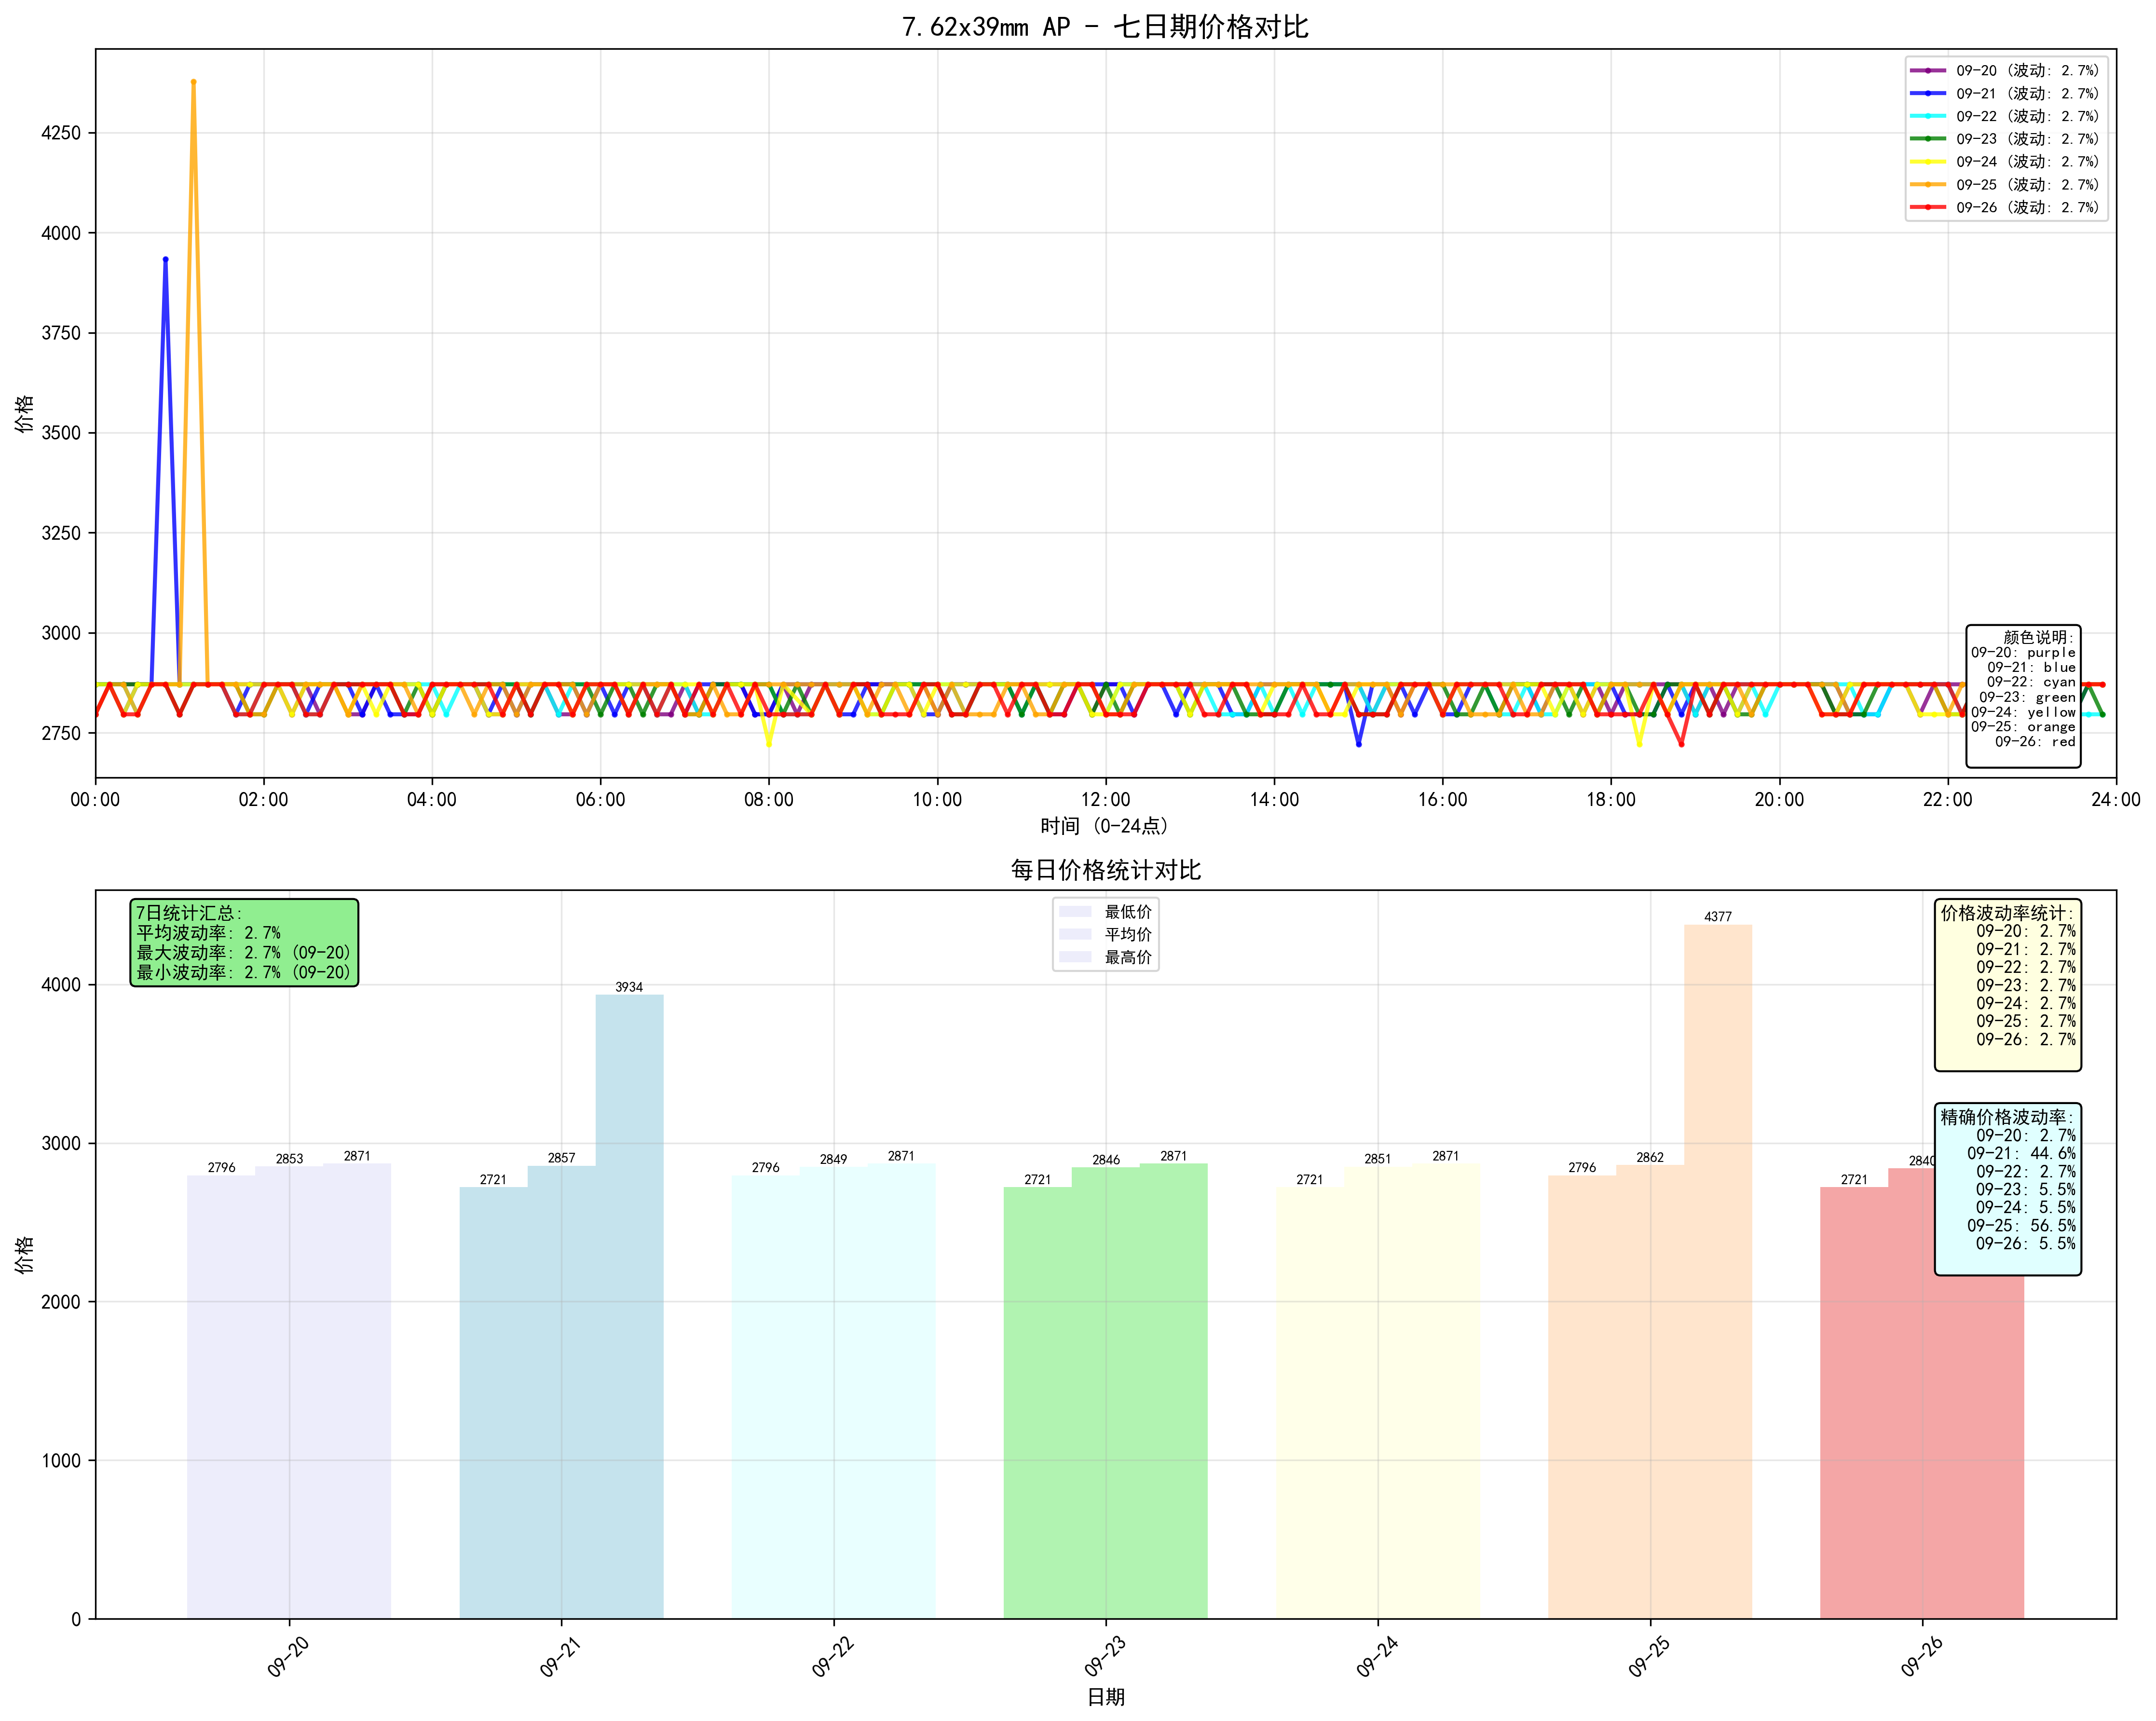 7.62x39mm AP - 七日期价格对比
09-20 (波动: 2.7%)
09-21 (波动: 2.7%)
09-22 (波动: 2.7%)
09-23 (波动: 2.7%)
09-24 (波动: 2.7%)
09-25 (波动: 2.7%)
09-26 (波动: 2.7%)
价格
4250
4000
3750
3500
3250
3000
2750
颜色说明:
09-20: purple
09-21: blue
09-22: cyan
09-23: green
09-24: yellow
09-25: orange
09-26: red
00:00 02:00 04:00 06:00 08:00 10:00 12:00 14:00 16:00 18:00 20:00 22:00 24:00
时间 (0-24点)
每日价格统计对比
7日统计汇总:
平均波动率: 2.7%
最大波动率: 2.7% (09-20)
最小波动率: 2.7% (09-20)
最低价
平均价
最高价
价格波动率统计:
09-20: 2.7%
09-21: 2.7%
09-22: 2.7%
09-23: 2.7%
09-24: 2.7%
09-25: 2.7%
09-26: 2.7%
精确价格波动率:
09-20: 2.7%
09-21: 44.6%
09-22: 2.7%
09-23: 5.5%
09-24: 5.5%
09-25: 56.5%
09-26: 5.5%
价格
4000
3000
2000
1000
0
2796 2853 2871
2721 2857 3934
2796 2849 2871
2721 2846 2871
2721 2851 2871
2796 2862 4377
2721 2840
09-20 09-21 09-22 09-23 09-24 09-25 09-26
日期